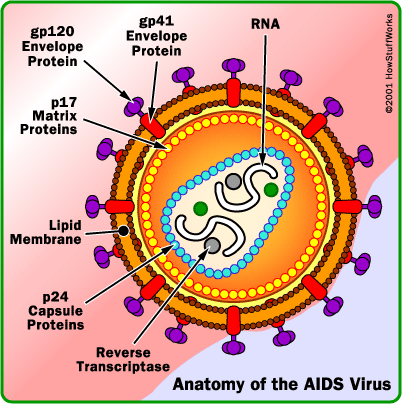 gp120
Envelope
Protein
gp41
Envelope
Protein
RNA
©2001 HowStuffWorks
p17
Matrix
Proteins
Lipid
Membrane
p24
Capsule
Proteins
Reverse
Transcriptase
Anatomy of the AIDS Virus